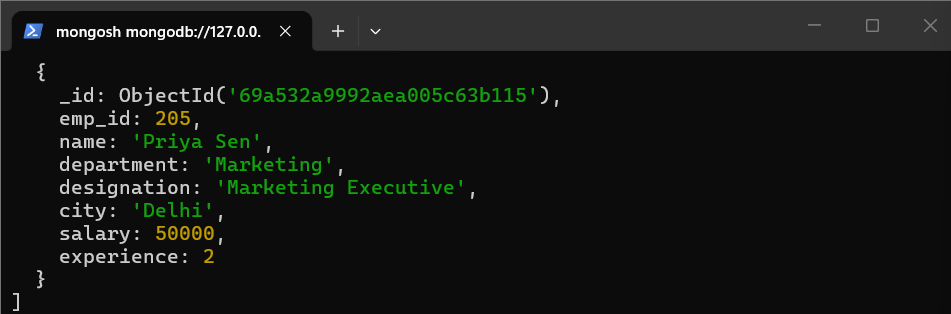 mongosh mongodb://127.0.0.
{
_id: ObjectId('69a532a9992aea005c63b115'),
emp_id: 205,
name: 'Priya Sen',
department: 'Marketing',
designation: 'Marketing Executive',
city: 'Delhi',
salary: 50000,
experience: 2
}
]